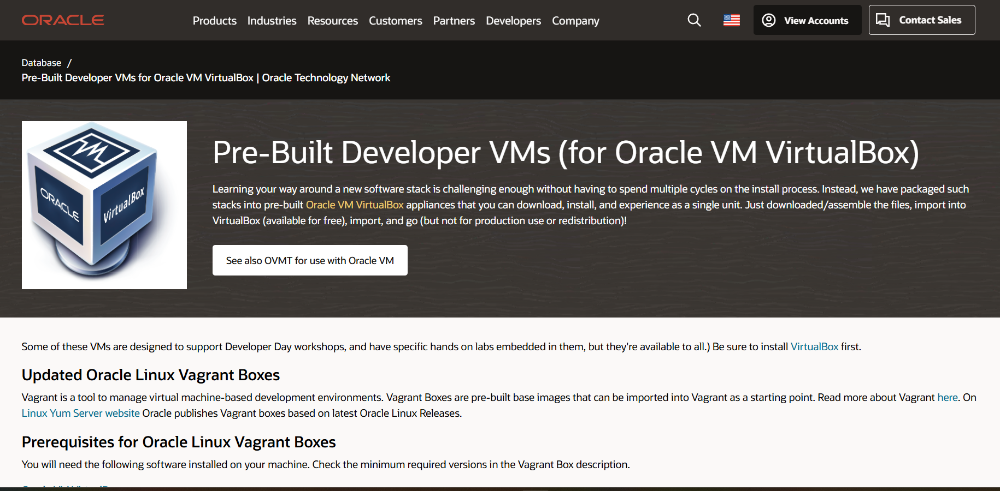 ORACLE
Products Industries Resources Customers Partners Developers Company
View Accounts
Contact Sales
Database /
Pre-Built Developer VMs for Oracle VM VirtualBox | Oracle Technology Network
ORACLE
VirtualBox
Pre-Built Developer VMs (for Oracle VM VirtualBox)
Learning your way around a new software stack is challenging enough without having to spend multiple cycles on the install process. Instead, we have packaged such
stacks into pre-built Oracle VM VirtualBox appliances that you can download, install, and experience as a single unit. Just downloaded/assemble the files, import into
VirtualBox (available for free), import, and go (but not for production use or redistribution)!
See also OVMT for use with Oracle VM
Some of these VMs are designed to support Developer Day workshops, and have specific hands on labs embedded in them, but they're available to all.) Be sure to install VirtualBox first.
Updated Oracle Linux Vagrant Boxes
Vagrant is a tool to manage virtual machine-based development environments. Vagrant Boxes are pre-built base images that can be imported into Vagrant as a starting point. Read more about Vagrant here. On
Linux Yum Server website Oracle publishes Vagrant boxes based on latest Oracle Linux Releases.
Prerequisites for Oracle Linux Vagrant Boxes
You will need the following software installed on your machine. Check the minimum required versions in the Vagrant Box description.